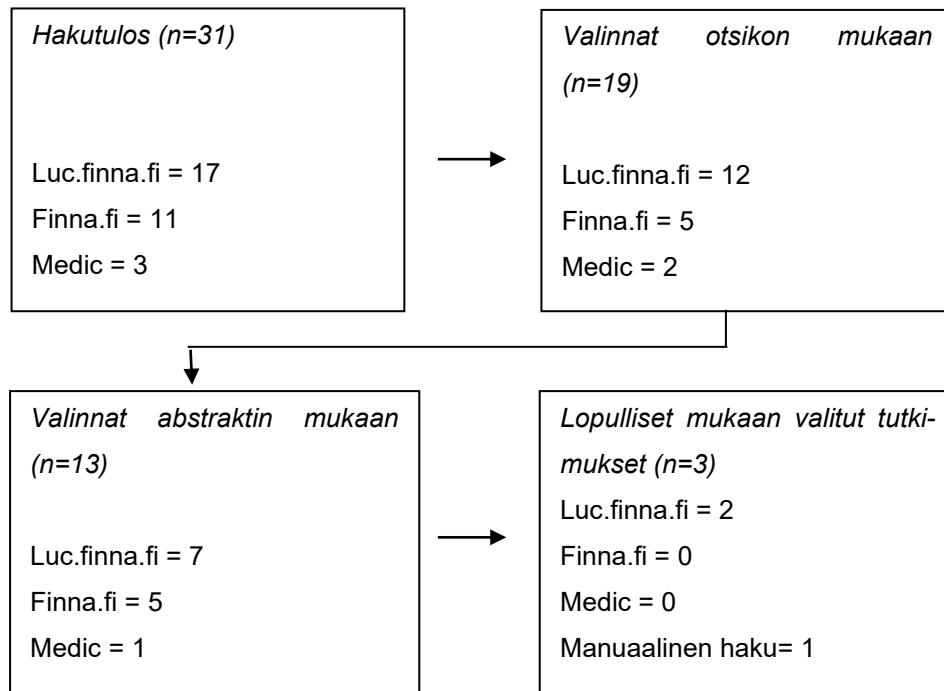 Hakutulos (n=31)
Luc.finna.fi = 17
Finna.fi = 11
Medic = 3
Valinnat otsikon mukaan
(n=19)
Luc.finna.fi = 12
Finna.fi = 5
Medic = 2
Valinnat abstraktin mukaan
(n=13)
Luc.finna.fi = 7
Finna.fi = 5
Medic = 1
Lopulliset mukaan valitut tutki-
mukset (n=3)
Luc.finna.fi = 2
Finna.fi = 0
Medic = 0
Manuaalinen haku= 1